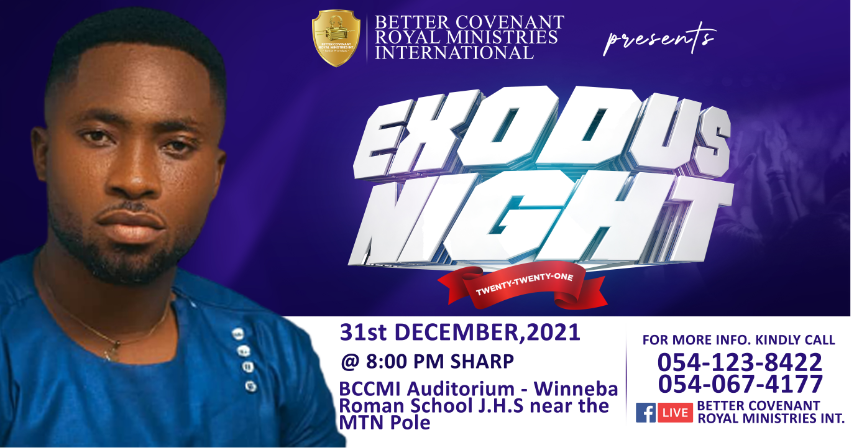 BETTER COVENANT
ROYAL MINISTRIES
INTERNATIONAL
presents
EXODUS
NIGHT
TWENTY-TWENTY-ONE
31st DECEMBER,2021
@ 8:00 PM SHARP
BCCMI Auditorium - Winneba
Roman School J.H.S near the
MTN Pole
FOR MORE INFO. KINDLY CALL
054-123-8422
054-067-4177
f LIVE BETTER COVENANT
ROYAL MINISTRIES INT.